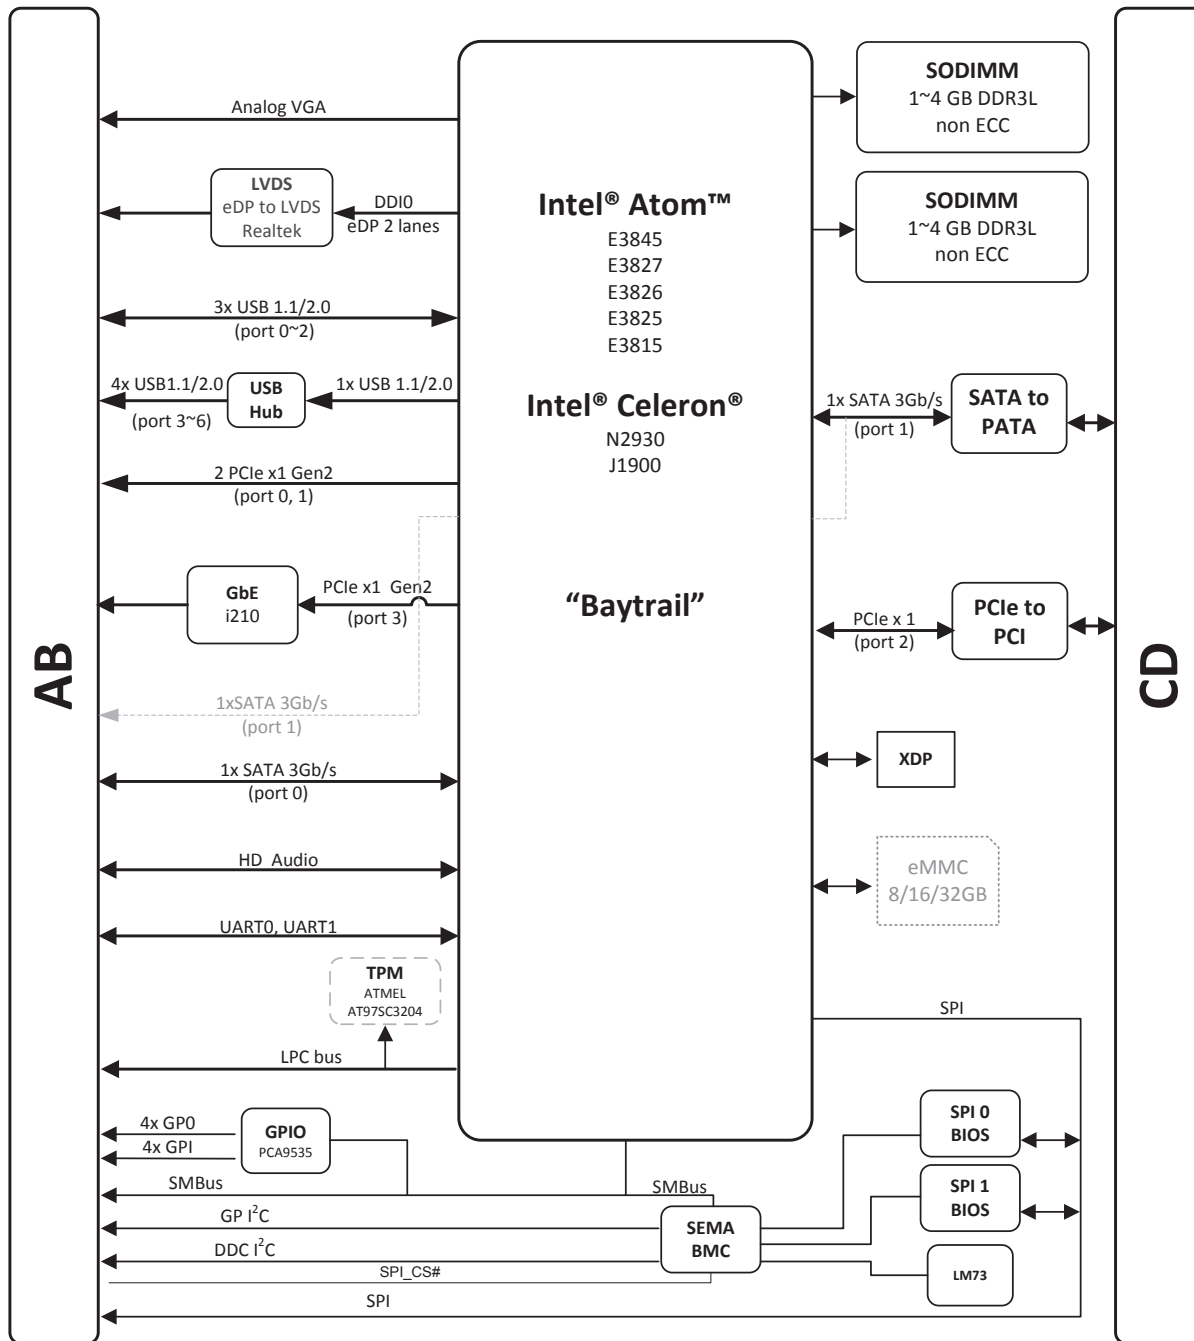 AB
Analog VGA
LVDS
eDP to LVDS
Realtek
DDI0
eDP 2 lanes
3x USB 1.1/2.0
(port 0~2)
4x USB1.1/2.0
(port 3~6)
USB
Hub
1x USB 1.1/2.0
2 PCIe x1 Gen2
(port 0, 1)
GbE
i210
PCIe x1 Gen2
(port 3)
1xSATA 3Gb/s
(port 1)
1x SATA 3Gb/s
(port 0)
HD Audio
UART0, UART1
TPM
ATMEL
AT97SC3204
LPC bus
4x GP0
4x GPI
GPIO
PCA9535
SMBus
GP I²C
DDC I²C
SPI_CS#
SPI
Intel® Atom™
E3845
E3827
E3826
E3825
E3815
Intel® Celeron®
N2930
J1900
“Baytrail”
SMBus
SEMA
BMC
SODIMM
1~4 GB DDR3L
non ECC
SODIMM
1~4 GB DDR3L
non ECC
1x SATA 3Gb/s
(port 1)
SATA to
PATA
PCIe x 1
(port 2)
PCIe to
PCI
XDP
eMMC
8/16/32GB
SPI
SPI 0
BIOS
SPI 1
BIOS
LM73
CD